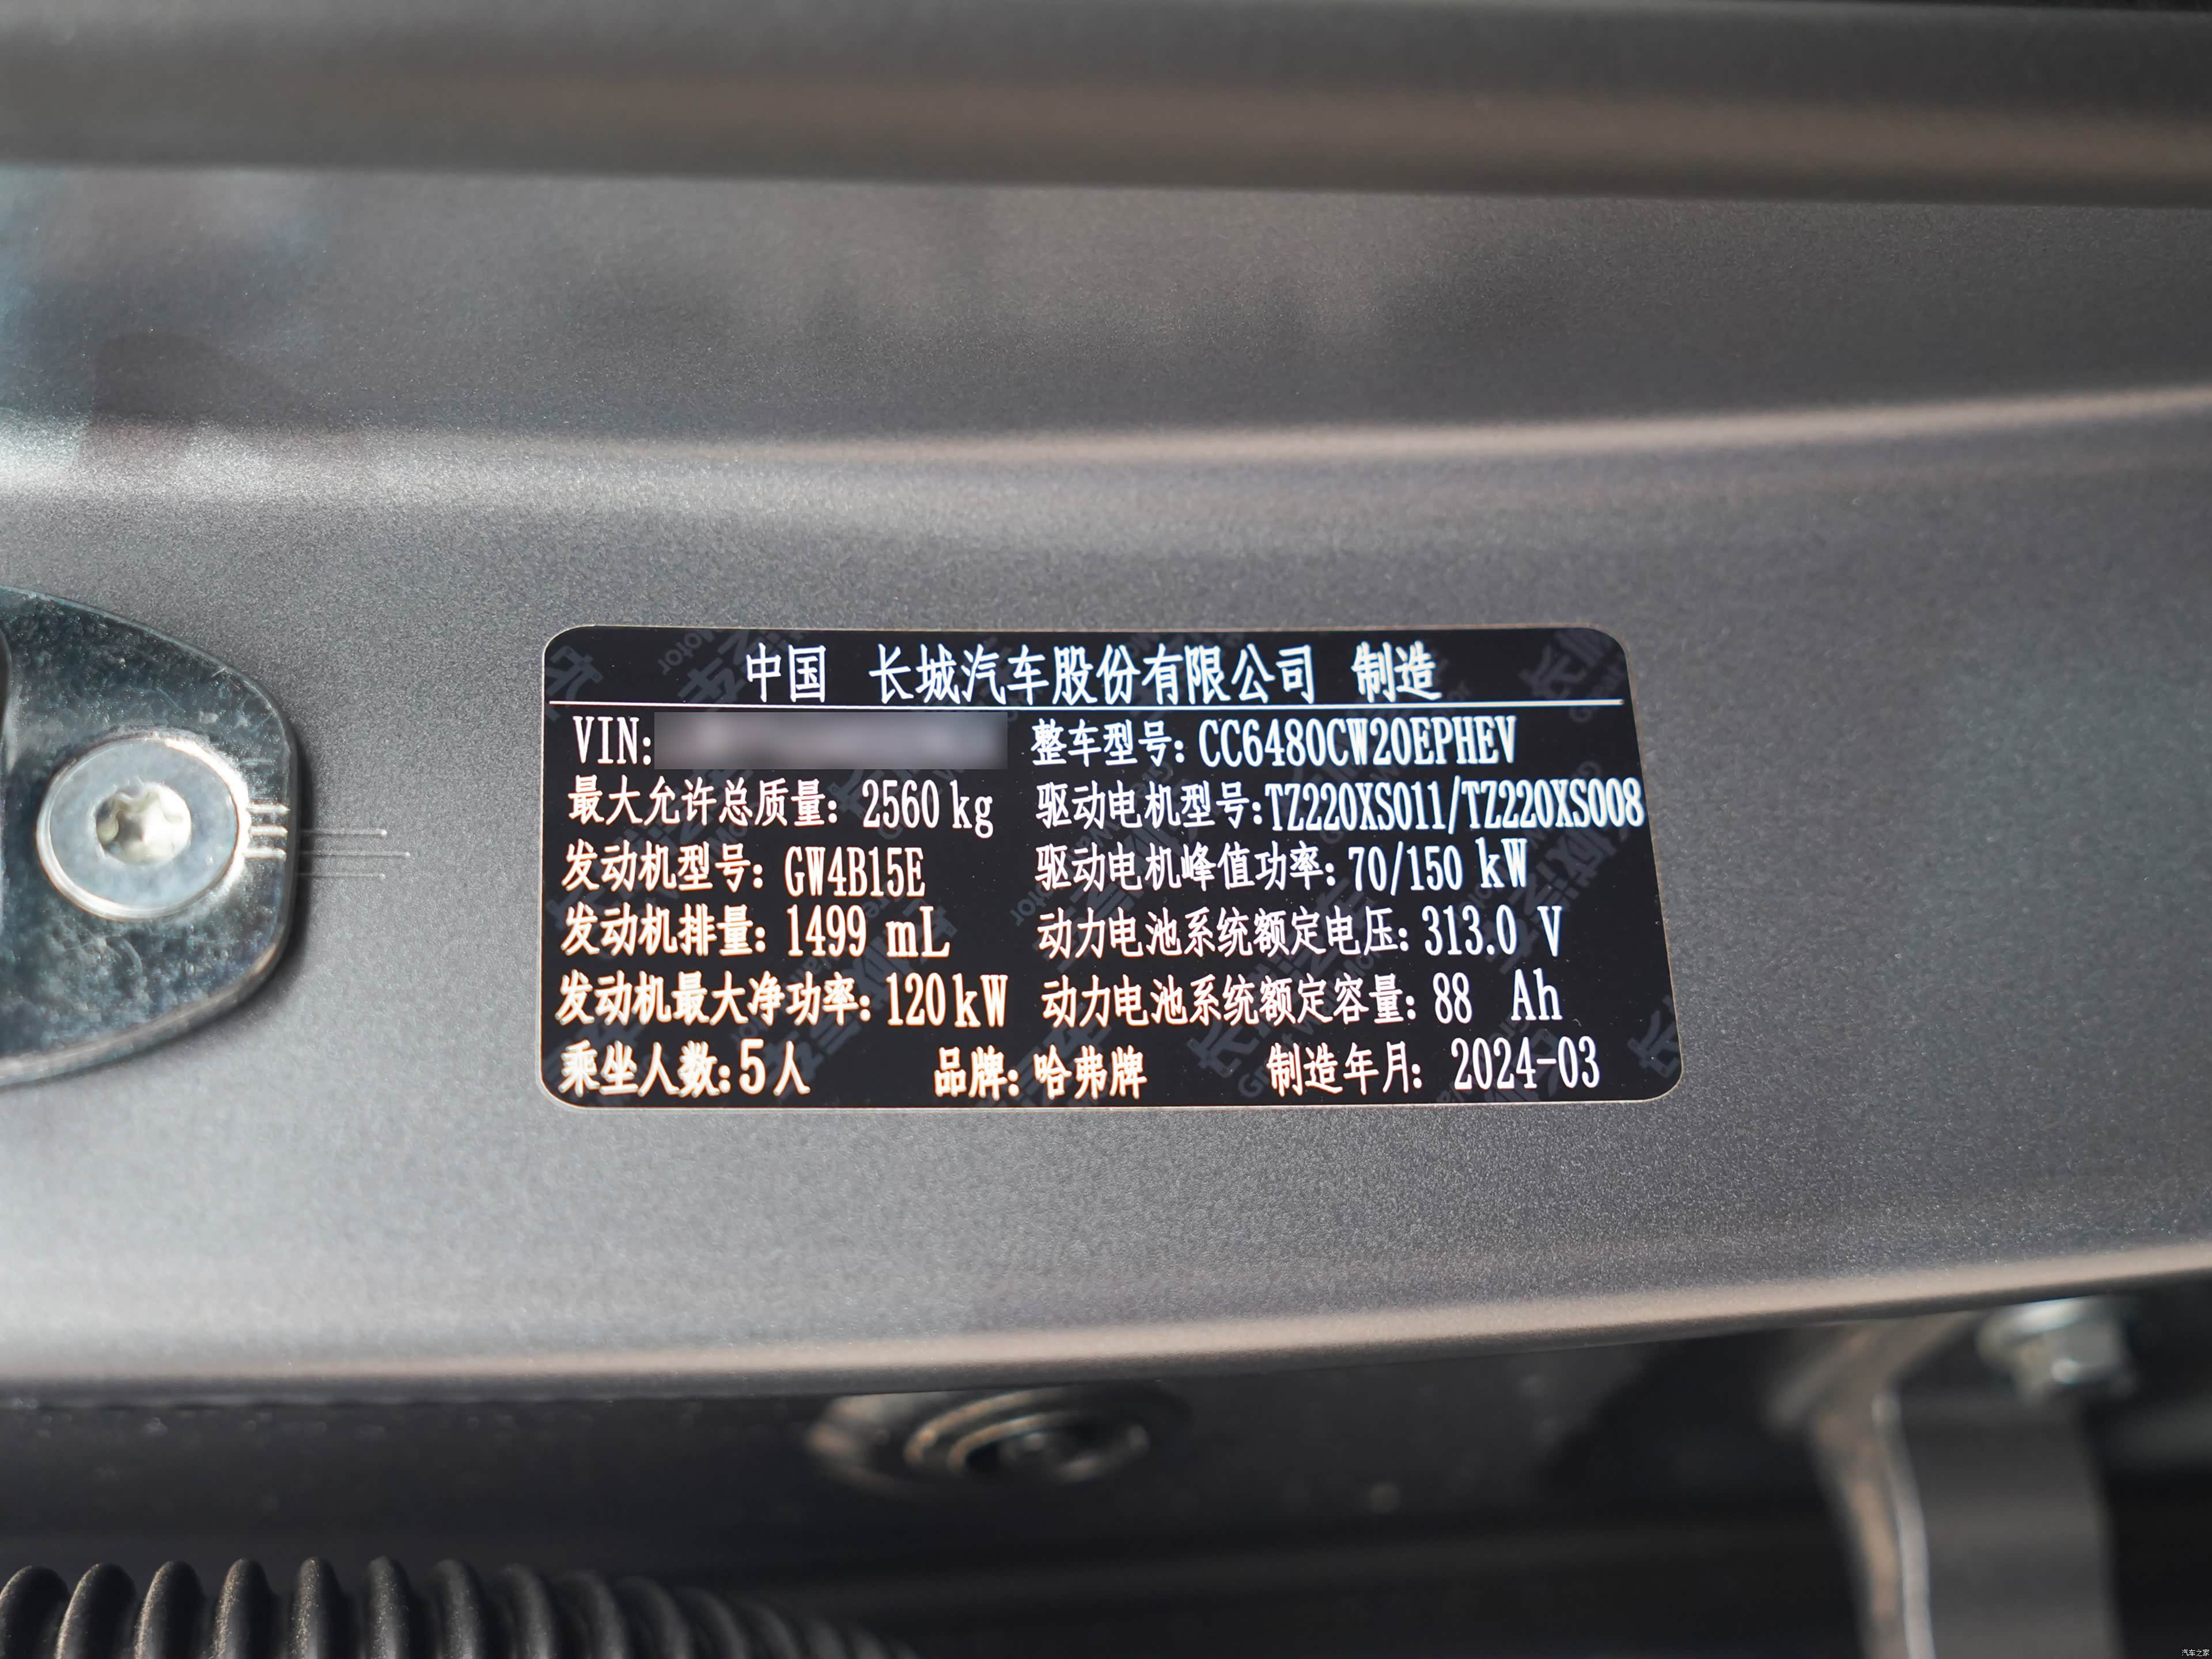 中国 长城汽车股份有限公司 制造
VIN: 整车型号: CC6480CW20EPHEV
最大允许总质量: 2560 kg 驱动电机型号:TZ220XS011/TZ220XS008
发动机型号: GW4B15E 驱动电机峰值功率: 70/150 kW
发动机排量: 1499 mL 动力电池系统额定电压: 313.0 V
发动机最大净功率: 120kW 动力电池系统额定容量: 88 Ah
乘坐人数:5人 品牌: 哈弗牌 制造年月: 2024-03
汽车之家